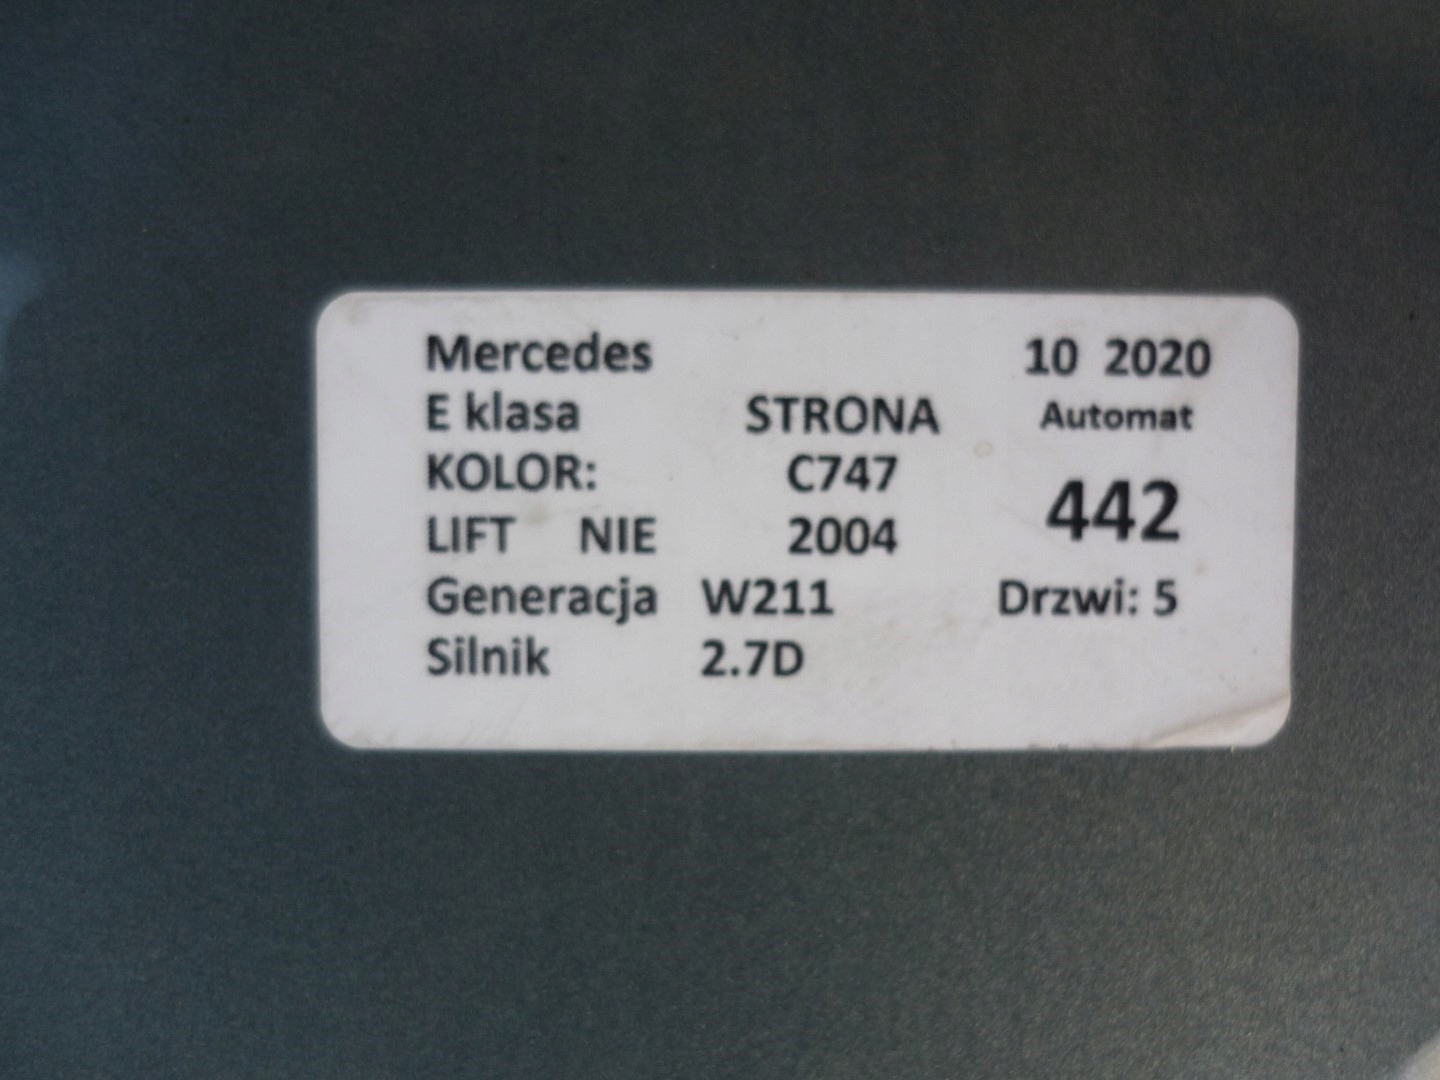 Mercedes 10 2020
E klasa STRONA Automat
KOLOR: C747
442
LIFT NIE 2004
Generacja W211 Drzwi: 5
Silnik 2.7D